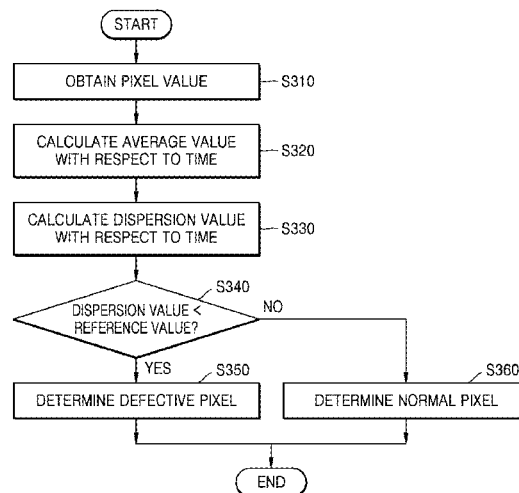 START
OBTAIN PIXEL VALUE
S310
CALCULATE AVERAGE VALUE
WITH RESPECT TO TIME
S320
CALCULATE DISPERSION VALUE
WITH RESPECT TO TIME
S330
S340
DISPERSION VALUE <
REFERENCE VALUE?
NO
YES
S350
DETERMINE DEFECTIVE PIXEL
S360
DETERMINE NORMAL PIXEL
END